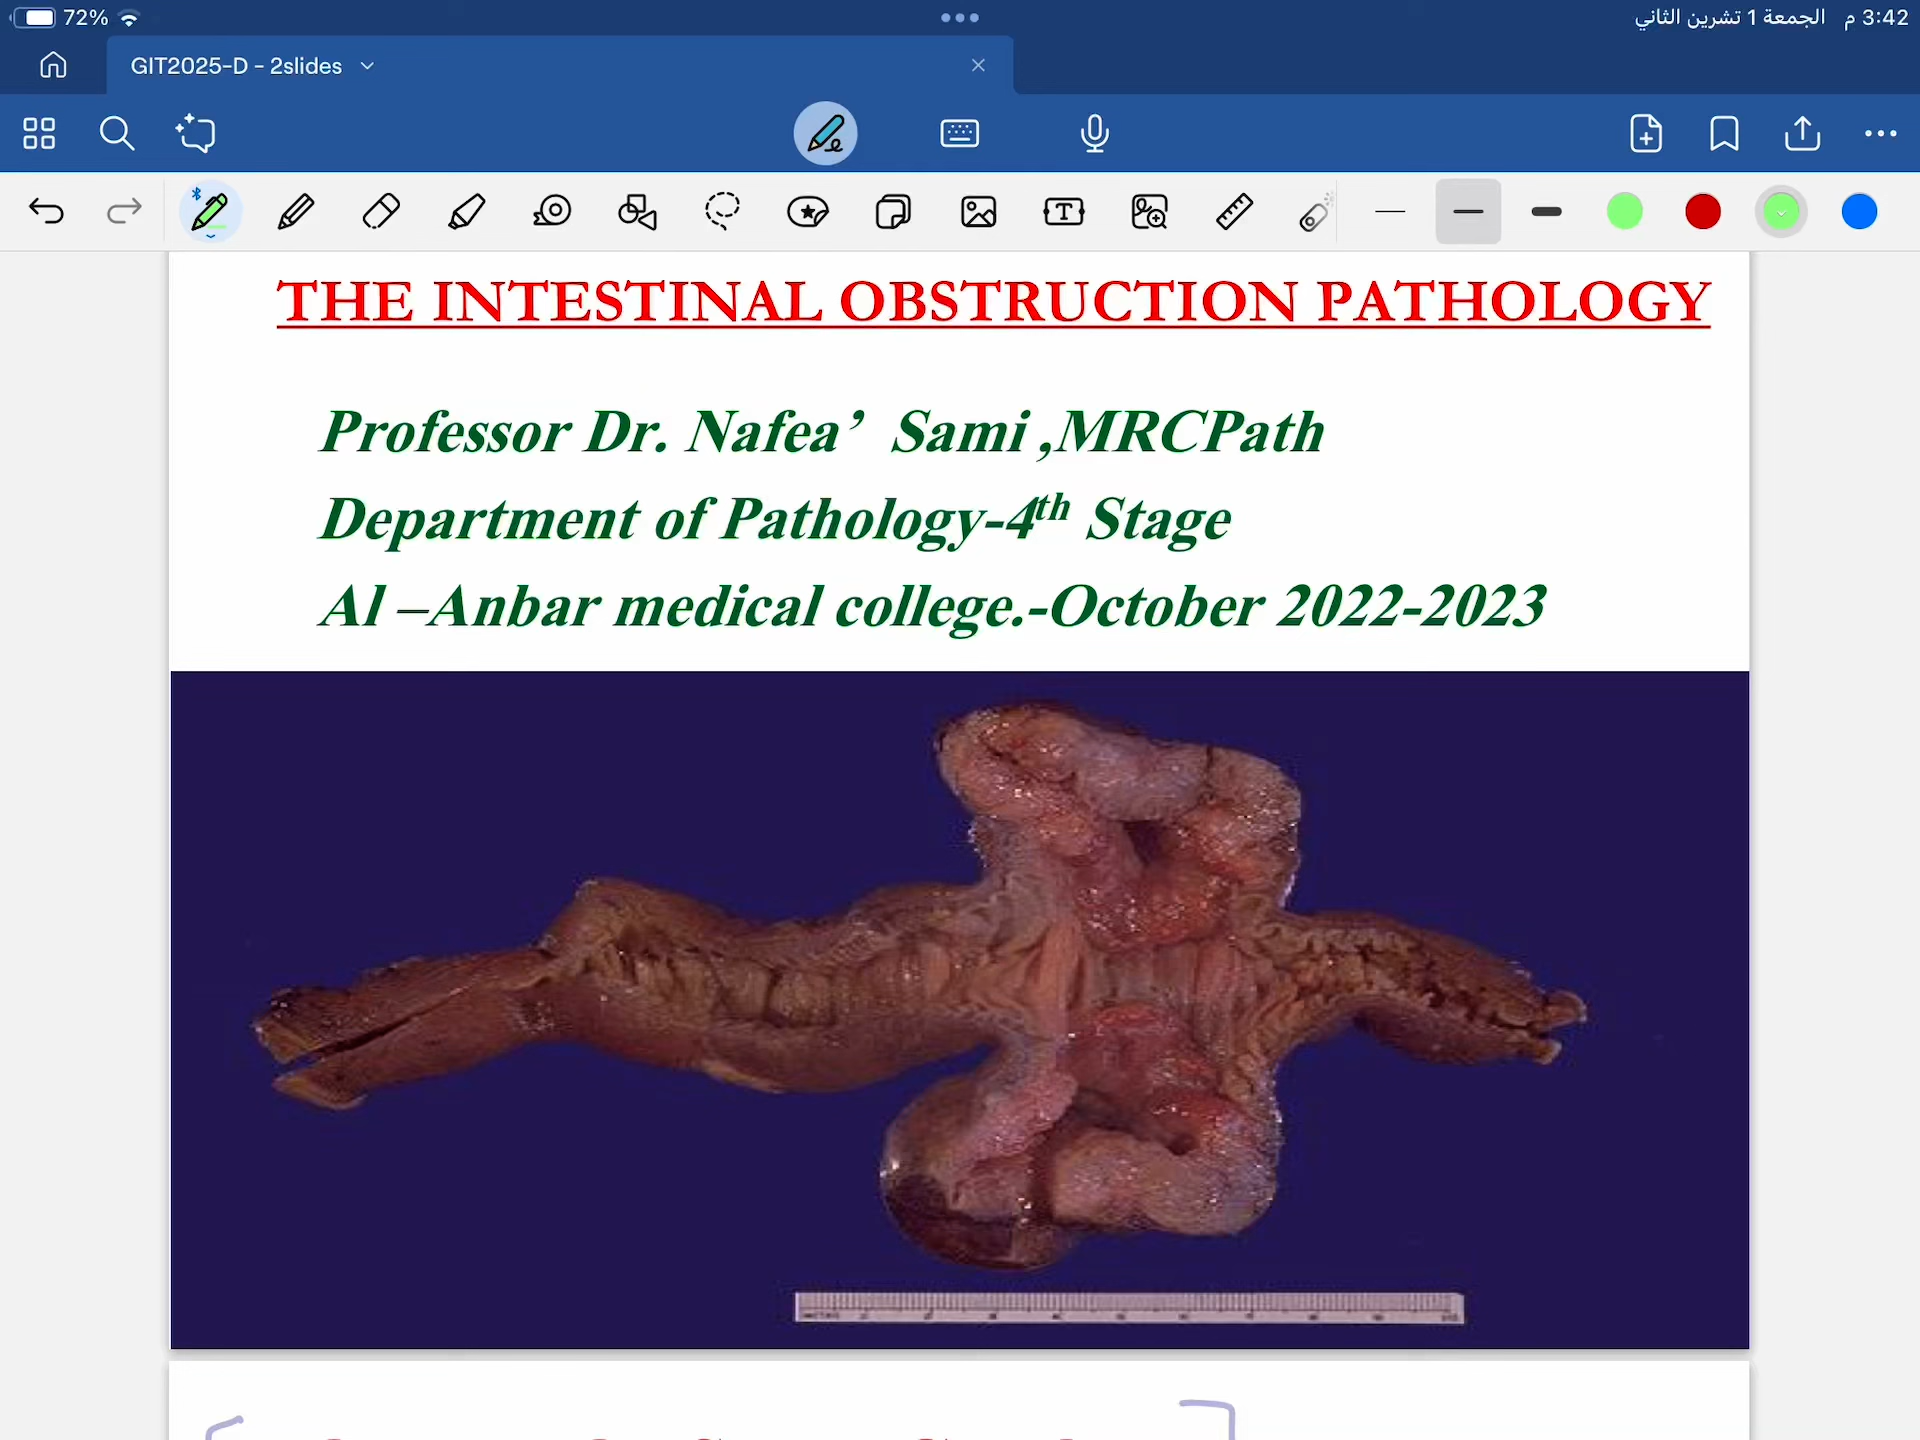 72%
3:42 م الجمعة 1 تشرين الثاني
GIT2025-D - 2slides
THE INTESTINAL OBSTRUCTION PATHOLOGY
Professor Dr. Nafea’ Sami ,MRCPath
Department of Pathology-4th Stage
Al –Anbar medical college.-October 2022-2023